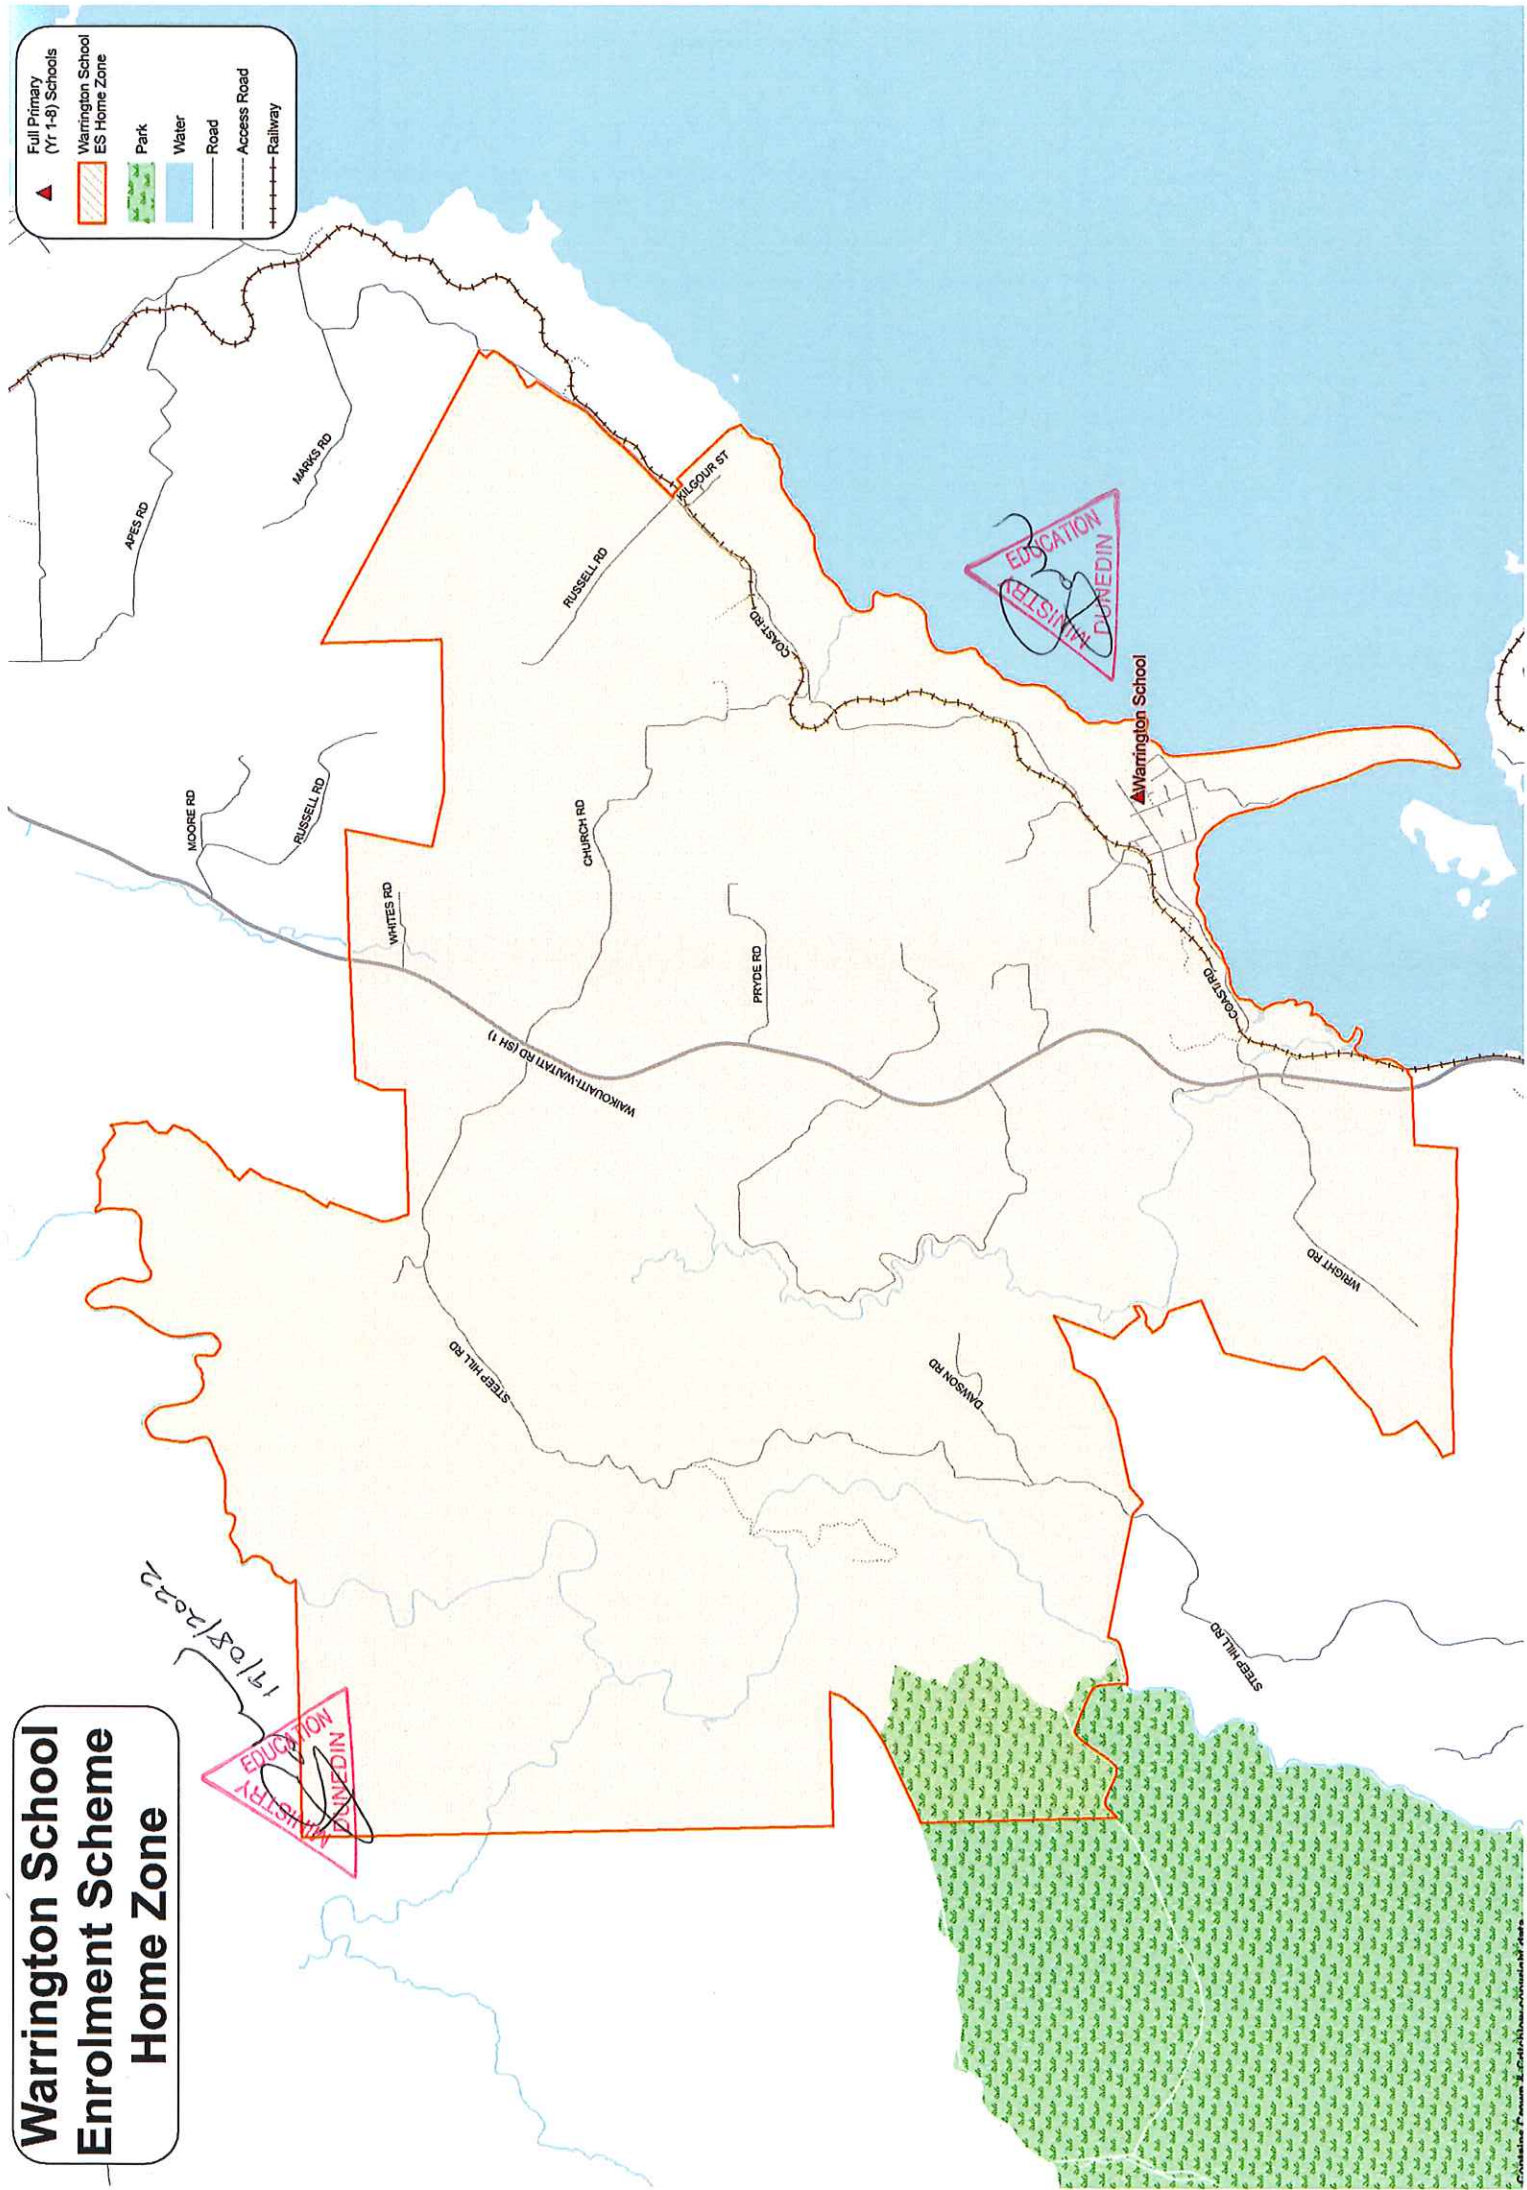 Warrington School
Enrolment Scheme
Home Zone
Full Primary
(Yr 1-8) Schools
Warrington School
ES Home Zone
Park
Water
Road
Access Road
Railway
MINISTRY
EDUCATION
DUNEDIN
19/08/2022
APES RD
MARKS RD
MOORE RD
RUSSELL RD
WHITES RD
RUSSELL RD
KILGOUR ST
COAST RD
CHURCH RD
PRYDE RD
WAIKOUAITI-WAITATI RD (SH 1)
STEEP HILL RD
DAWSON RD
COAST RD
WRIGHT RD
STEEP HILL RD
Warrington School
MINISTRY
EDUCATION
DUNEDIN